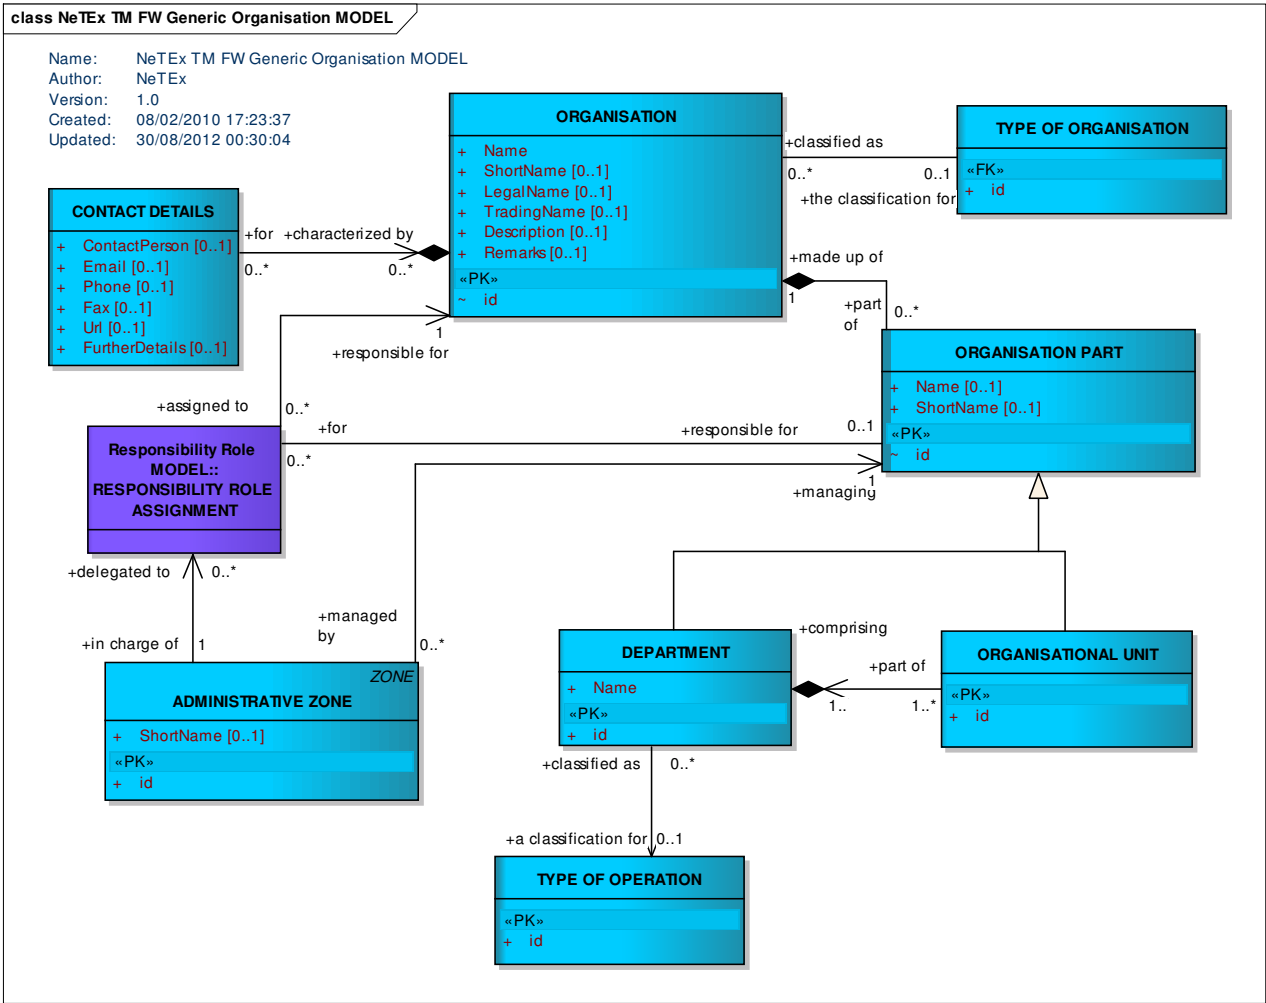 class NeTEx TM FW Generic Organisation MODEL
Name: NeTEx TM FW Generic Organisation MODEL
Author: NeTEx
Version: 1.0
Created: 08/02/2010 17:23:37
Updated: 30/08/2012 00:30:04
ORGANISATION
+ Name
+ ShortName [0..1]
+ LegalName [0..1]
+ TradingName [0..1]
+ Description [0..1]
+ Remarks [0..1]
«PK»
~ id
+classified as
0..* 0..1
+the classification for
TYPE OF ORGANISATION
«FK»
+ id
CONTACT DETAILS
+ ContactPerson [0..1]
+ Email [0..1]
+ Phone [0..1]
+ Fax [0..1]
+ Url [0..1]
+ FurtherDetails [0..1]
+for +characterized by
0..* 0..*
+made up of
1
+part
of
0..*
1
+responsible for
ORGANISATION PART
+ Name [0..1]
+ ShortName [0..1]
«PK»
~ id
+assigned to
0..*
+for
0..*
+responsible for
0..1
Responsibility Role
MODEL::
RESPONSIBILITY ROLE
ASSIGNMENT
1
+managing
+delegated to 0..*
+in charge of 1
+managed
by
0..*
ZONE
ADMINISTRATIVE ZONE
+ ShortName [0..1]
«PK»
+ id
DEPARTMENT
+ Name
«PK»
+ id
+comprising
+part of
1.. 1..*
ORGANISATIONAL UNIT
«PK»
+ id
+classified as 0..*
+a classification for 0..1
TYPE OF OPERATION
«PK»
+ id